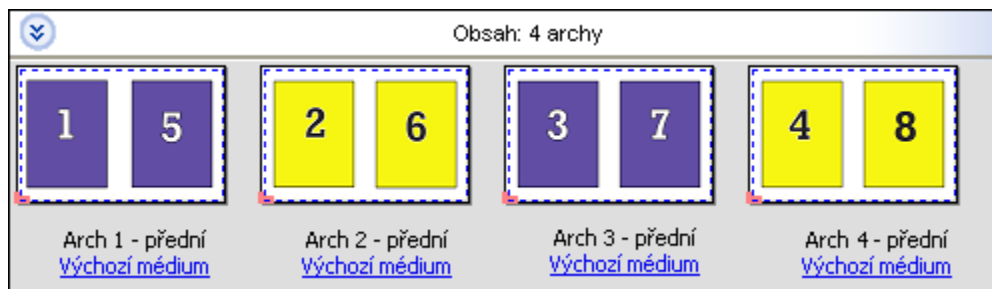 Obsah: 4 archy
1 5 2 6 3 7 4 8
Arch 1 - přední Arch 2 - přední Arch 3 - přední Arch 4 - přední
Výchozí médium Výchozí médium Výchozí médium Výchozí médium